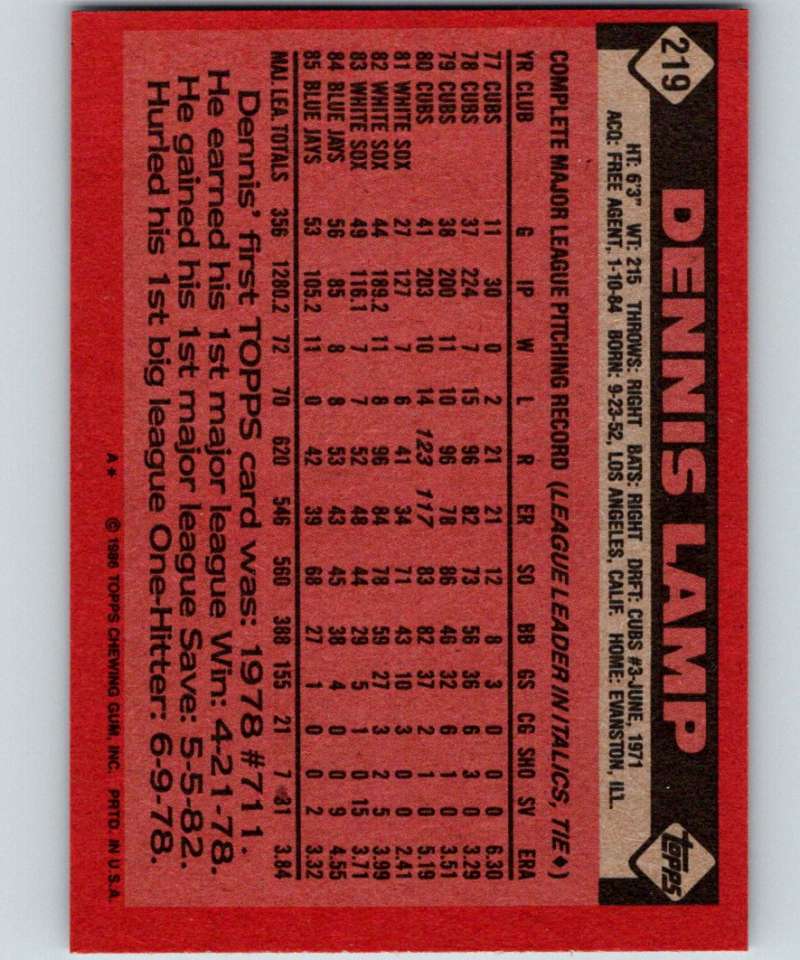 219
DENNIS LAMP
TOPPS
HT: 6'3" WT: 215 THROWS: RIGHT BATS: RIGHT DRFT: CUBS #3-JUNE, 1971
ACQ: FREE AGENT, 1-10-84 BORN: 9-23-52, LOS ANGELES, CALIF. HOME: EVANSTON, ILL.
COMPLETE MAJOR LEAGUE PITCHING RECORD (LEAGUE LEADER IN ITALICS, TIE♦)
YR CLUB G IP W L R ER SO BB GS CG SHO SV ERA
77 CUBS 11 30 0 2 21 21 12 8 3 0 0 0 6.30
78 CUBS 37 224 7 15 96 82 73 56 36 6 3 0 3.29
79 CUBS 38 200 11 10 96 78 86 46 32 6 1 0 3.51
80 CUBS 41 203 10 14 123 117 83 82 37 2 1 0 5.19
81 WHITE SOX 27 127 7 6 41 34 71 43 10 3 0 0 2.41
82 WHITE SOX 44 189.2 11 8 96 84 78 59 27 3 2 5 3.99
83 WHITE SOX 49 116.1 7 7 52 48 44 29 5 1 0 15 3.71
84 BLUE JAYS 56 85 8 8 53 43 45 38 4 0 0 9 4.55
85 BLUE JAYS 53 105.2 11 0 42 39 68 27 1 0 0 2 3.32
MAJ. LEA. TOTALS 356 1280.2 72 70 620 546 560 388 155 21 7 31 3.84
Dennis' first TOPPS card was: 1978 #711.
He earned his 1st major league Win: 4-21-78.
He gained his 1st major league Save: 5-5-82.
Hurled his 1st big league One-Hitter: 6-9-78.
A* © 1986 TOPPS CHEWING GUM, INC. PRTD. IN U.S.A.